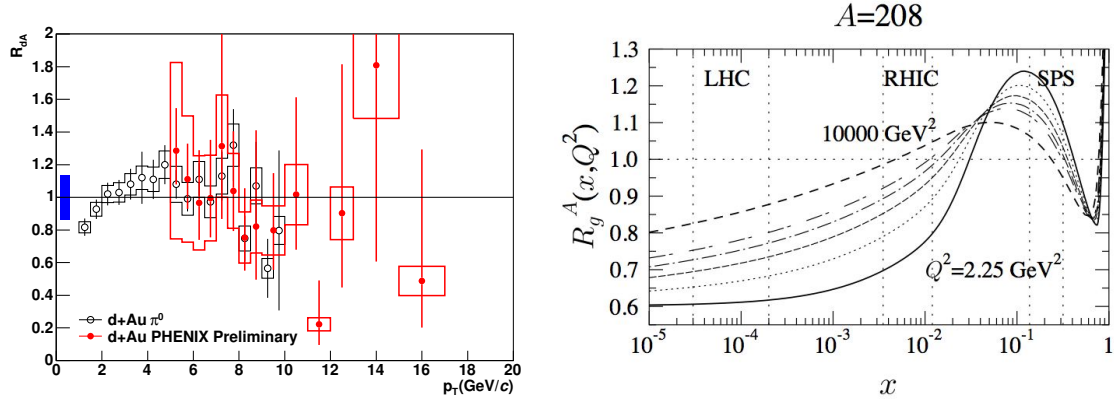 R_dA
2
1.8
1.6
1.4
1.2
1
0.8
0.6
0.4
0.2
0
d+Au π⁰
d+Au PHENIX Preliminary
0 2 4 6 8 10 12 14 16 18 20
p_T(GeV/c)
A=208
R_g^A(x,Q²)
1.3
1.2
1.1
1.0
0.9
0.8
0.7
0.6
LHC RHIC SPS
10000 GeV²
Q²=2.25 GeV²
10⁻⁵ 10⁻⁴ 10⁻³ 10⁻² 10⁻¹ 1
x